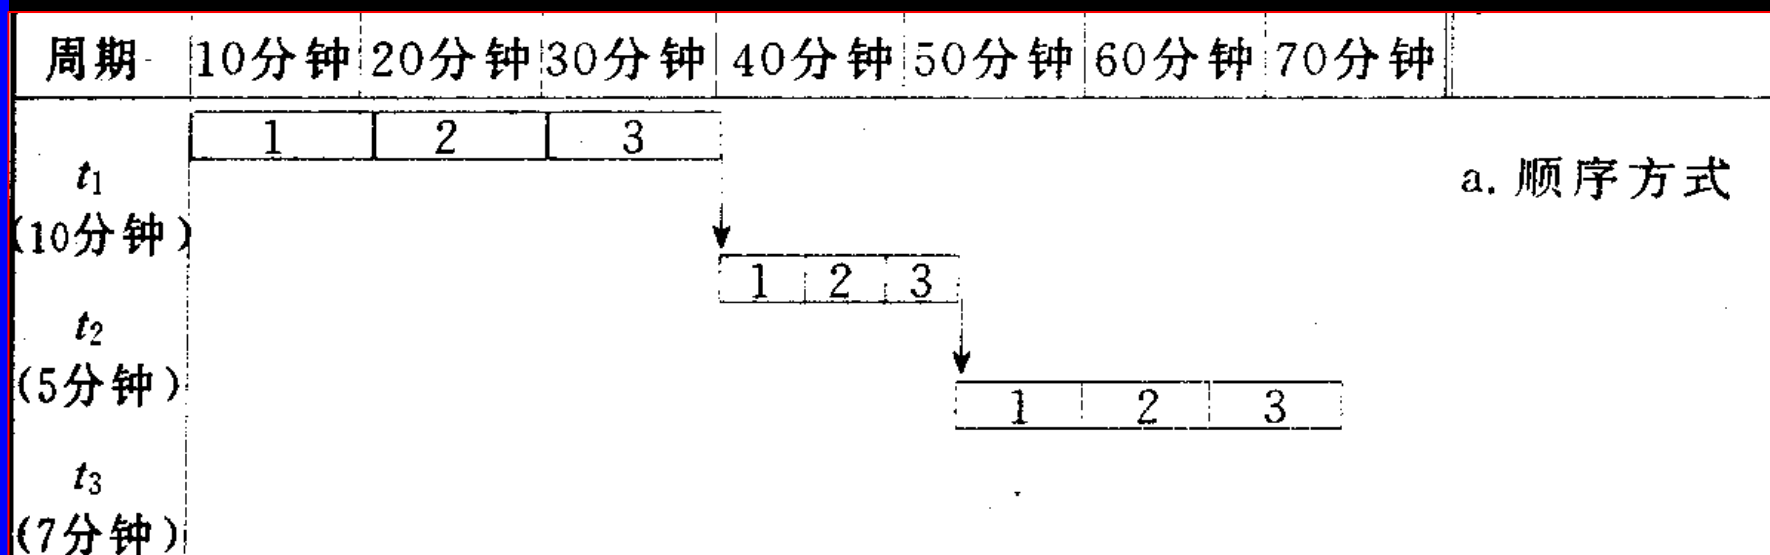 周期 10分钟 20分钟 30分钟 40分钟 50分钟 60分钟 70分钟
1 2 3
t₁
a. 顺序方式
(10分钟)
1 2 3
t₂
(5分钟)
1 2 3
t₃
(7分钟)